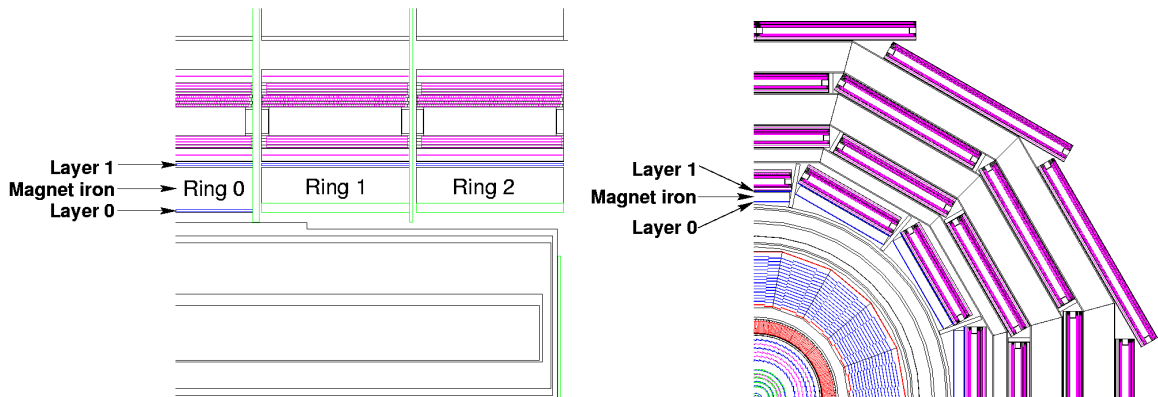 Layer 1
Magnet iron
Layer 0
Ring 0
Ring 1
Ring 2
Layer 1
Magnet iron
Layer 0